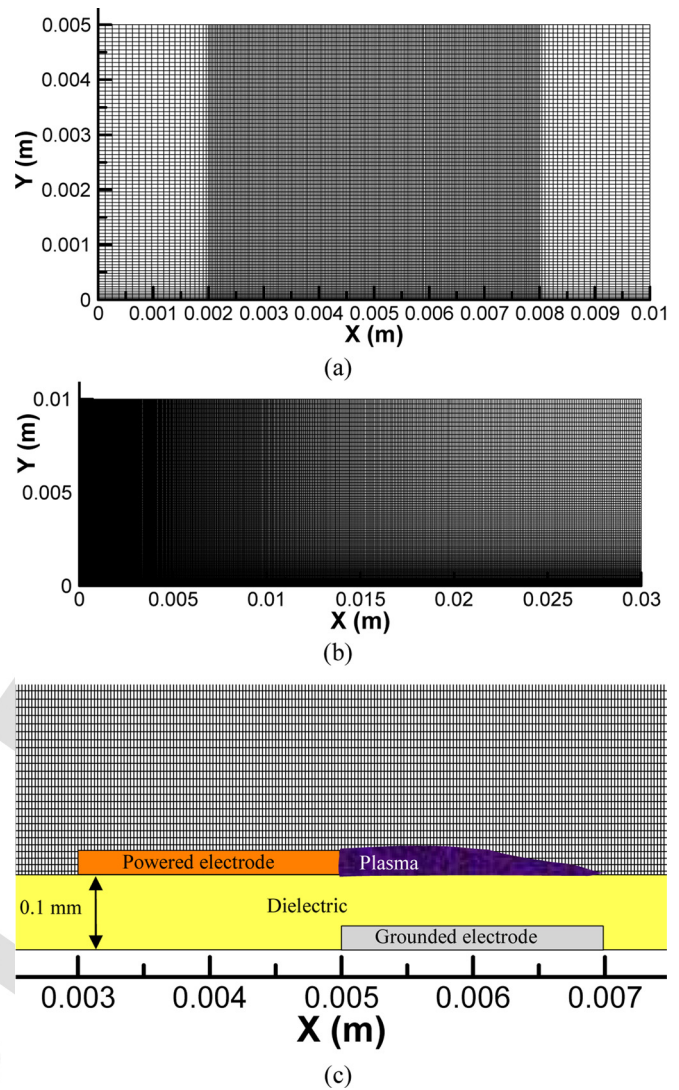 0.005
0.004
0.003
0.002
0.001
0
Y (m)
0 0.001 0.002 0.003 0.004 0.005 0.006 0.007 0.008 0.009 0.01
X (m)
(a)
0.01
0.005
0
Y (m)
0 0.005 0.01 0.015 0.02 0.025 0.03
X (m)
(b)
Powered electrode
Plasma
0.1 mm
Dielectric
Grounded electrode
0.003 0.004 0.005 0.006 0.007
X (m)
(c)